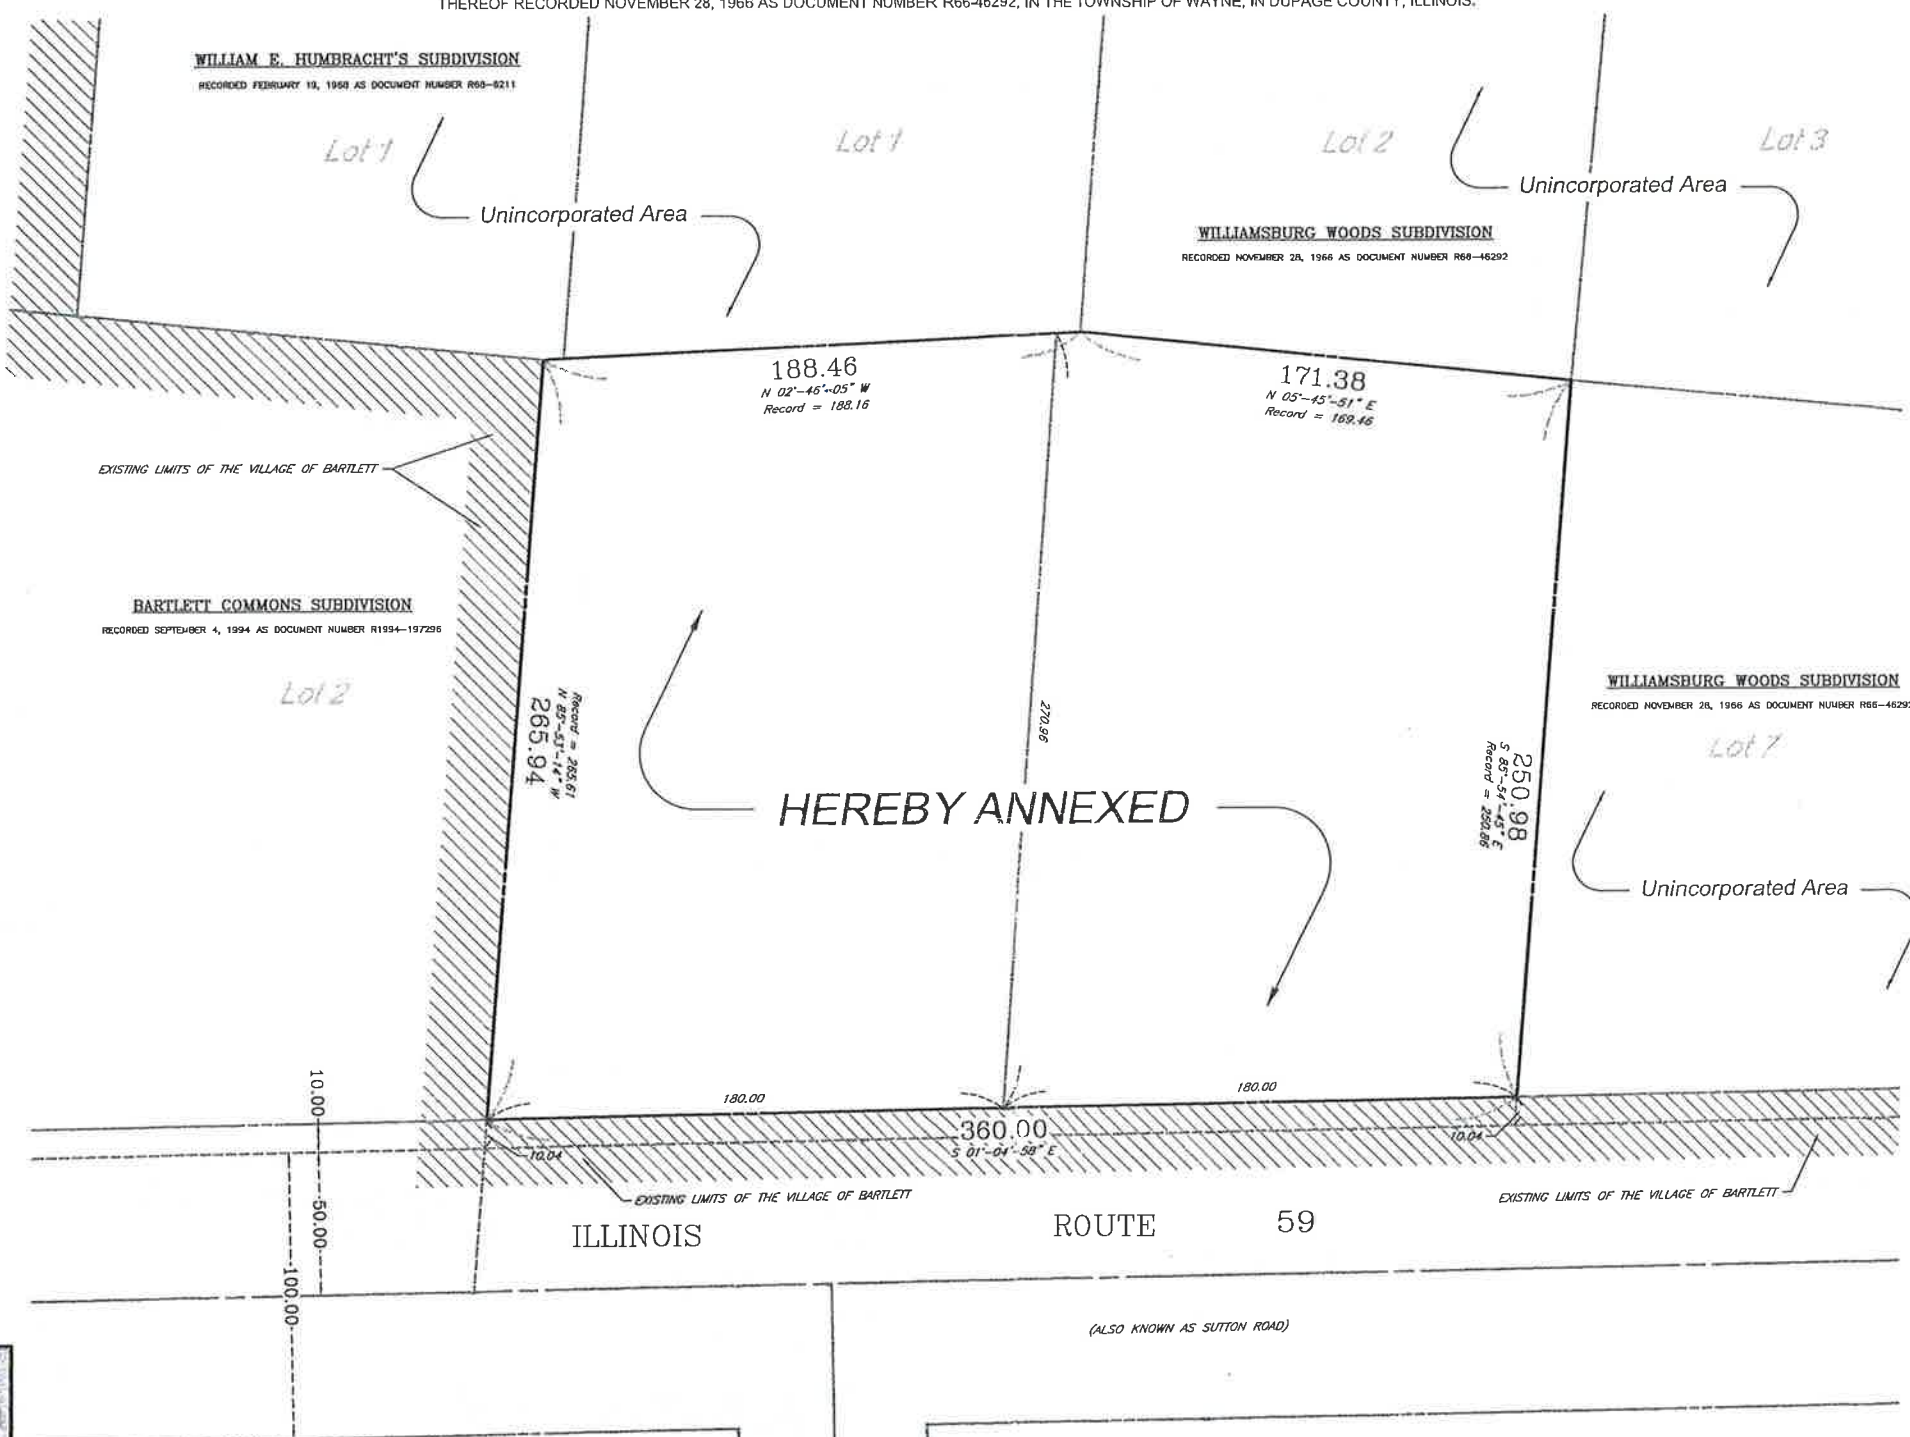 THEREOF RECORDED NOVEMBER 28, 1966 AS DOCUMENT NUMBER R66-46292, IN THE TOWNSHIP OF WAYNE, IN DUPAGE COUNTY, ILLINOIS.
WILLIAM E. HUMBRACHT'S SUBDIVISION
RECORDED FEBRUARY 19, 1968 AS DOCUMENT NUMBER R68-6211
Lot 1
Lot 1
Lot 2
Lot 3
Unincorporated Area
Unincorporated Area
WILLIAMSBURG WOODS SUBDIVISION
RECORDED NOVEMBER 28, 1966 AS DOCUMENT NUMBER R66-46292
188.46
N 02°-46'-05" W
Record = 188.16
171.38
N 05°-45'-51" E
Record = 169.46
EXISTING LIMITS OF THE VILLAGE OF BARTLETT
BARTLETT COMMONS SUBDIVISION
RECORDED SEPTEMBER 4, 1994 AS DOCUMENT NUMBER R1994-197296
Lot 2
Record = 265.61
N 85°-53'-14" W
265.94
270.96
250.98
S 85°-54'-45" E
Record = 250.86
WILLIAMSBURG WOODS SUBDIVISION
RECORDED NOVEMBER 28, 1966 AS DOCUMENT NUMBER R66-4629
Lot 7
HEREBY ANNEXED
Unincorporated Area
10.00
180.00
180.00
360.00
S 01°-04'-58" E
10.04
10.04
EXISTING LIMITS OF THE VILLAGE OF BARTLETT
EXISTING LIMITS OF THE VILLAGE OF BARTLETT
50.00
100.00
ILLINOIS ROUTE 59
(ALSO KNOWN AS SUTTON ROAD)